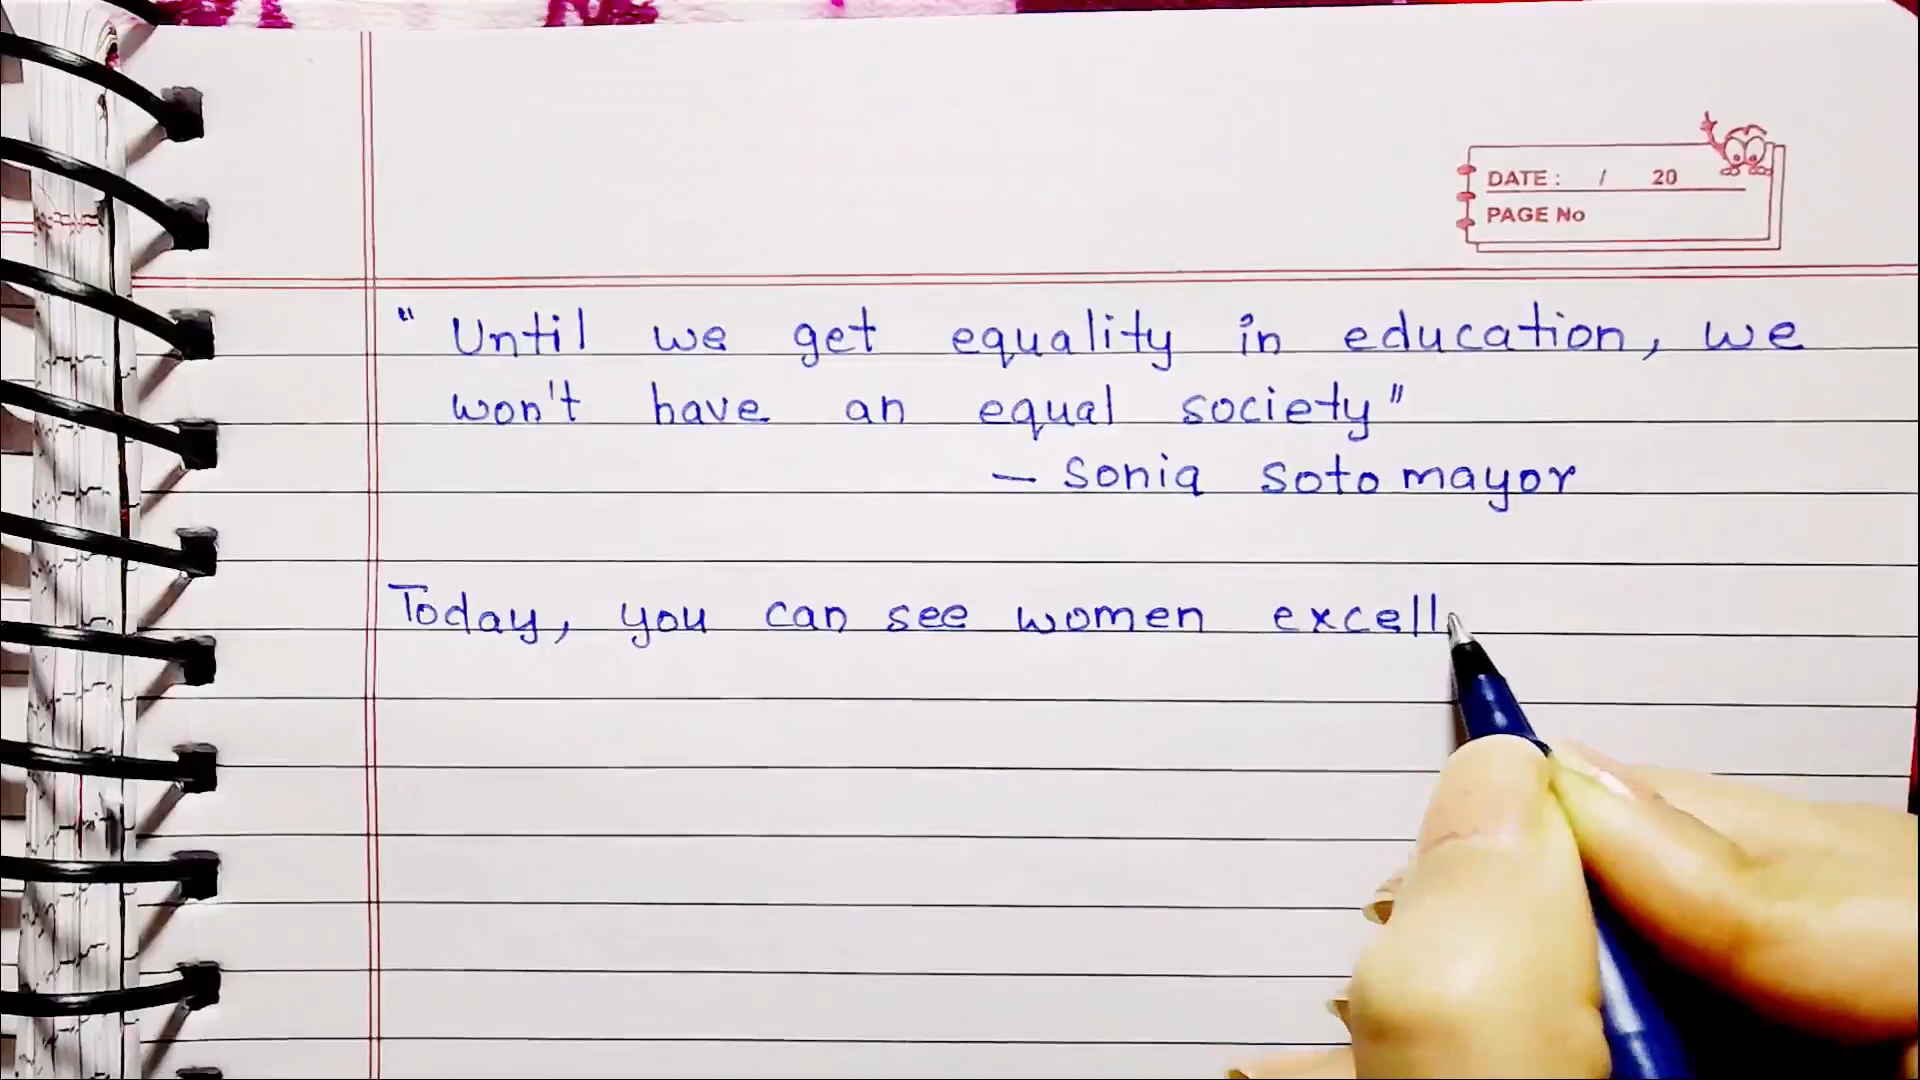 DATE : / 20
PAGE No
" Until we get equality in education, we
won't have an equal society"
— Sonia Sotomayor
Today, you can see women excell